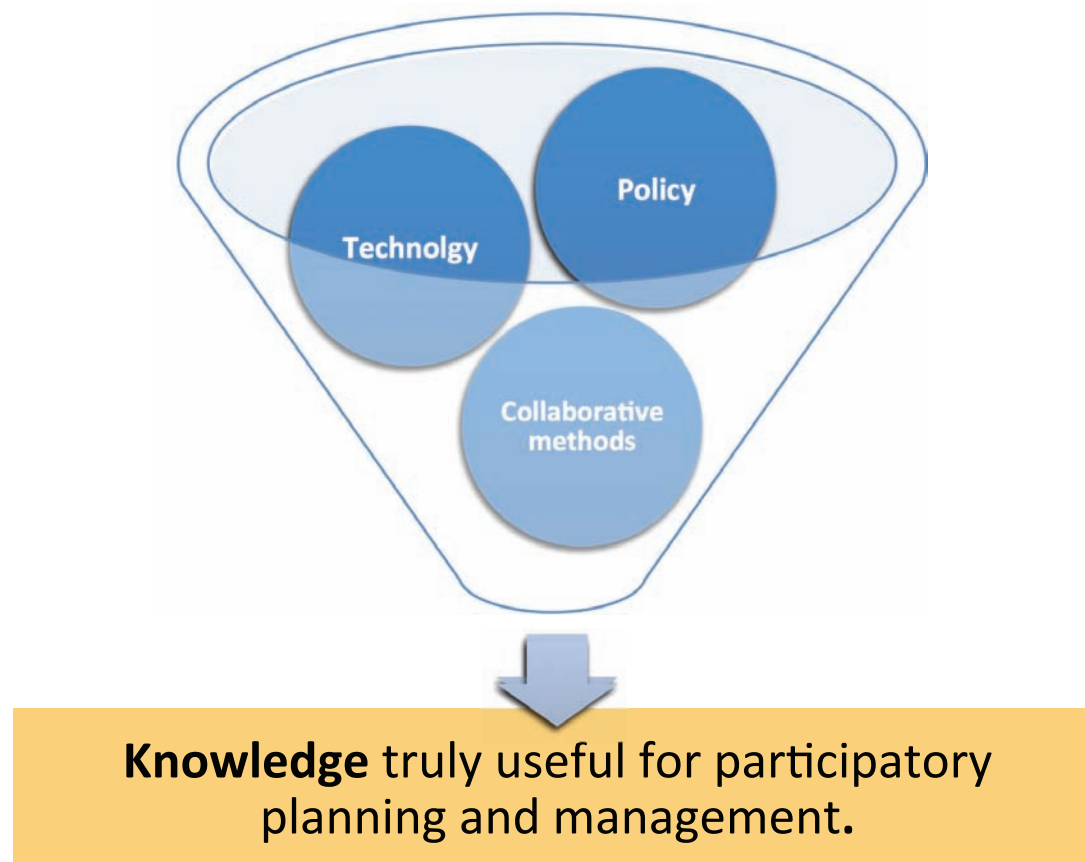 Policy
Technolgy
Collaborative
methods
Knowledge truly useful for participatory
planning and management.